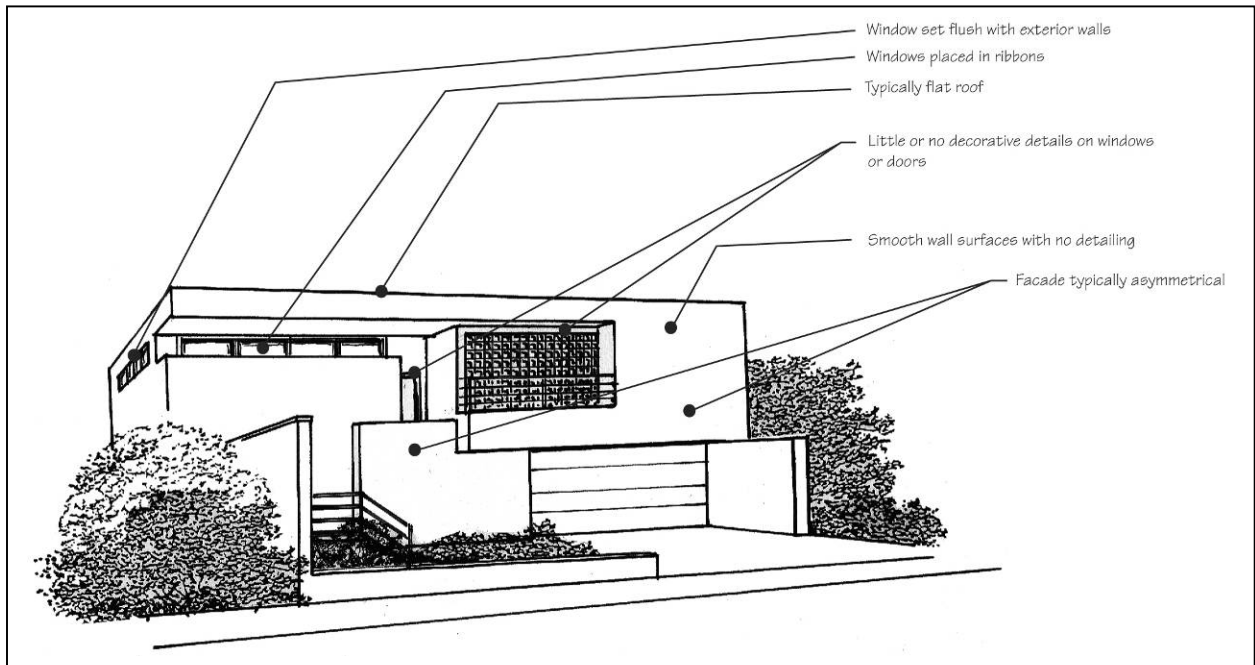 Window set flush with exterior walls
Windows placed in ribbons
Typically flat roof
Little or no decorative details on windows
or doors
Smooth wall surfaces with no detailing
Facade typically asymmetrical